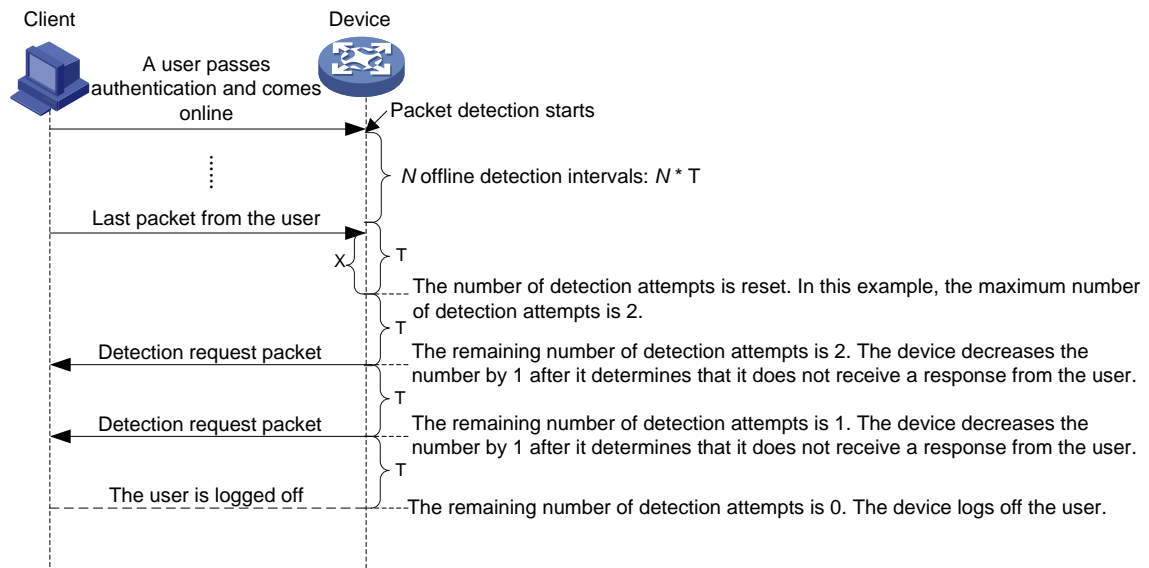 Client
Device
A user passes
authentication and comes
online
Packet detection starts
N offline detection intervals: N * T
Last packet from the user
X
T
The number of detection attempts is reset. In this example, the maximum number
of detection attempts is 2.
T
Detection request packet
The remaining number of detection attempts is 2. The device decreases the
number by 1 after it determines that it does not receive a response from the user.
T
Detection request packet
The remaining number of detection attempts is 1. The device decreases the
number by 1 after it determines that it does not receive a response from the user.
T
The user is logged off
The remaining number of detection attempts is 0. The device logs off the user.